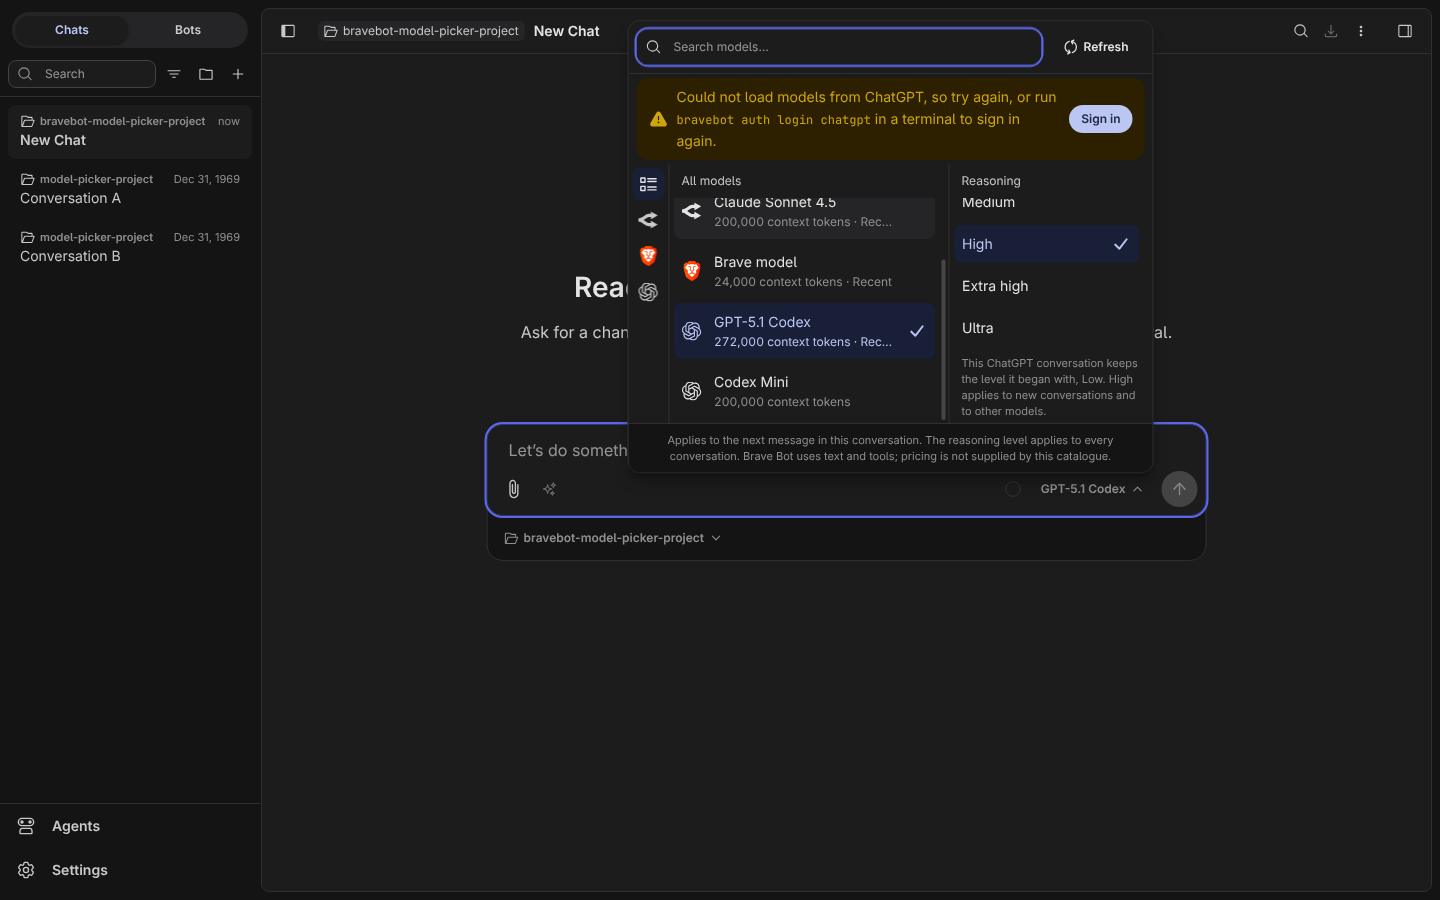 Chats
Bots
Search
bravebot-model-picker-project now
New Chat
model-picker-project Dec 31, 1969
Conversation A
model-picker-project Dec 31, 1969
Conversation B
Agents
Settings
bravebot-model-picker-project New Chat
Search models...
Refresh
Could not load models from ChatGPT, so try again, or run
bravebot auth login chatgpt in a terminal to sign in
again.
Sign in
All models
Claude Sonnet 4.5
200,000 context tokens · Rec...
Brave model
24,000 context tokens · Recent
GPT-5.1 Codex
272,000 context tokens · Rec...
Codex Mini
200,000 context tokens
Reasoning
Medium
High
Extra high
Ultra
This ChatGPT conversation keeps
the level it began with, Low. High
applies to new conversations and
to other models.
Applies to the next message in this conversation. The reasoning level applies to every
conversation. Brave Bot uses text and tools; pricing is not supplied by this catalogue.
Ask for a chan
al.
Let's do someth
GPT-5.1 Codex
bravebot-model-picker-project